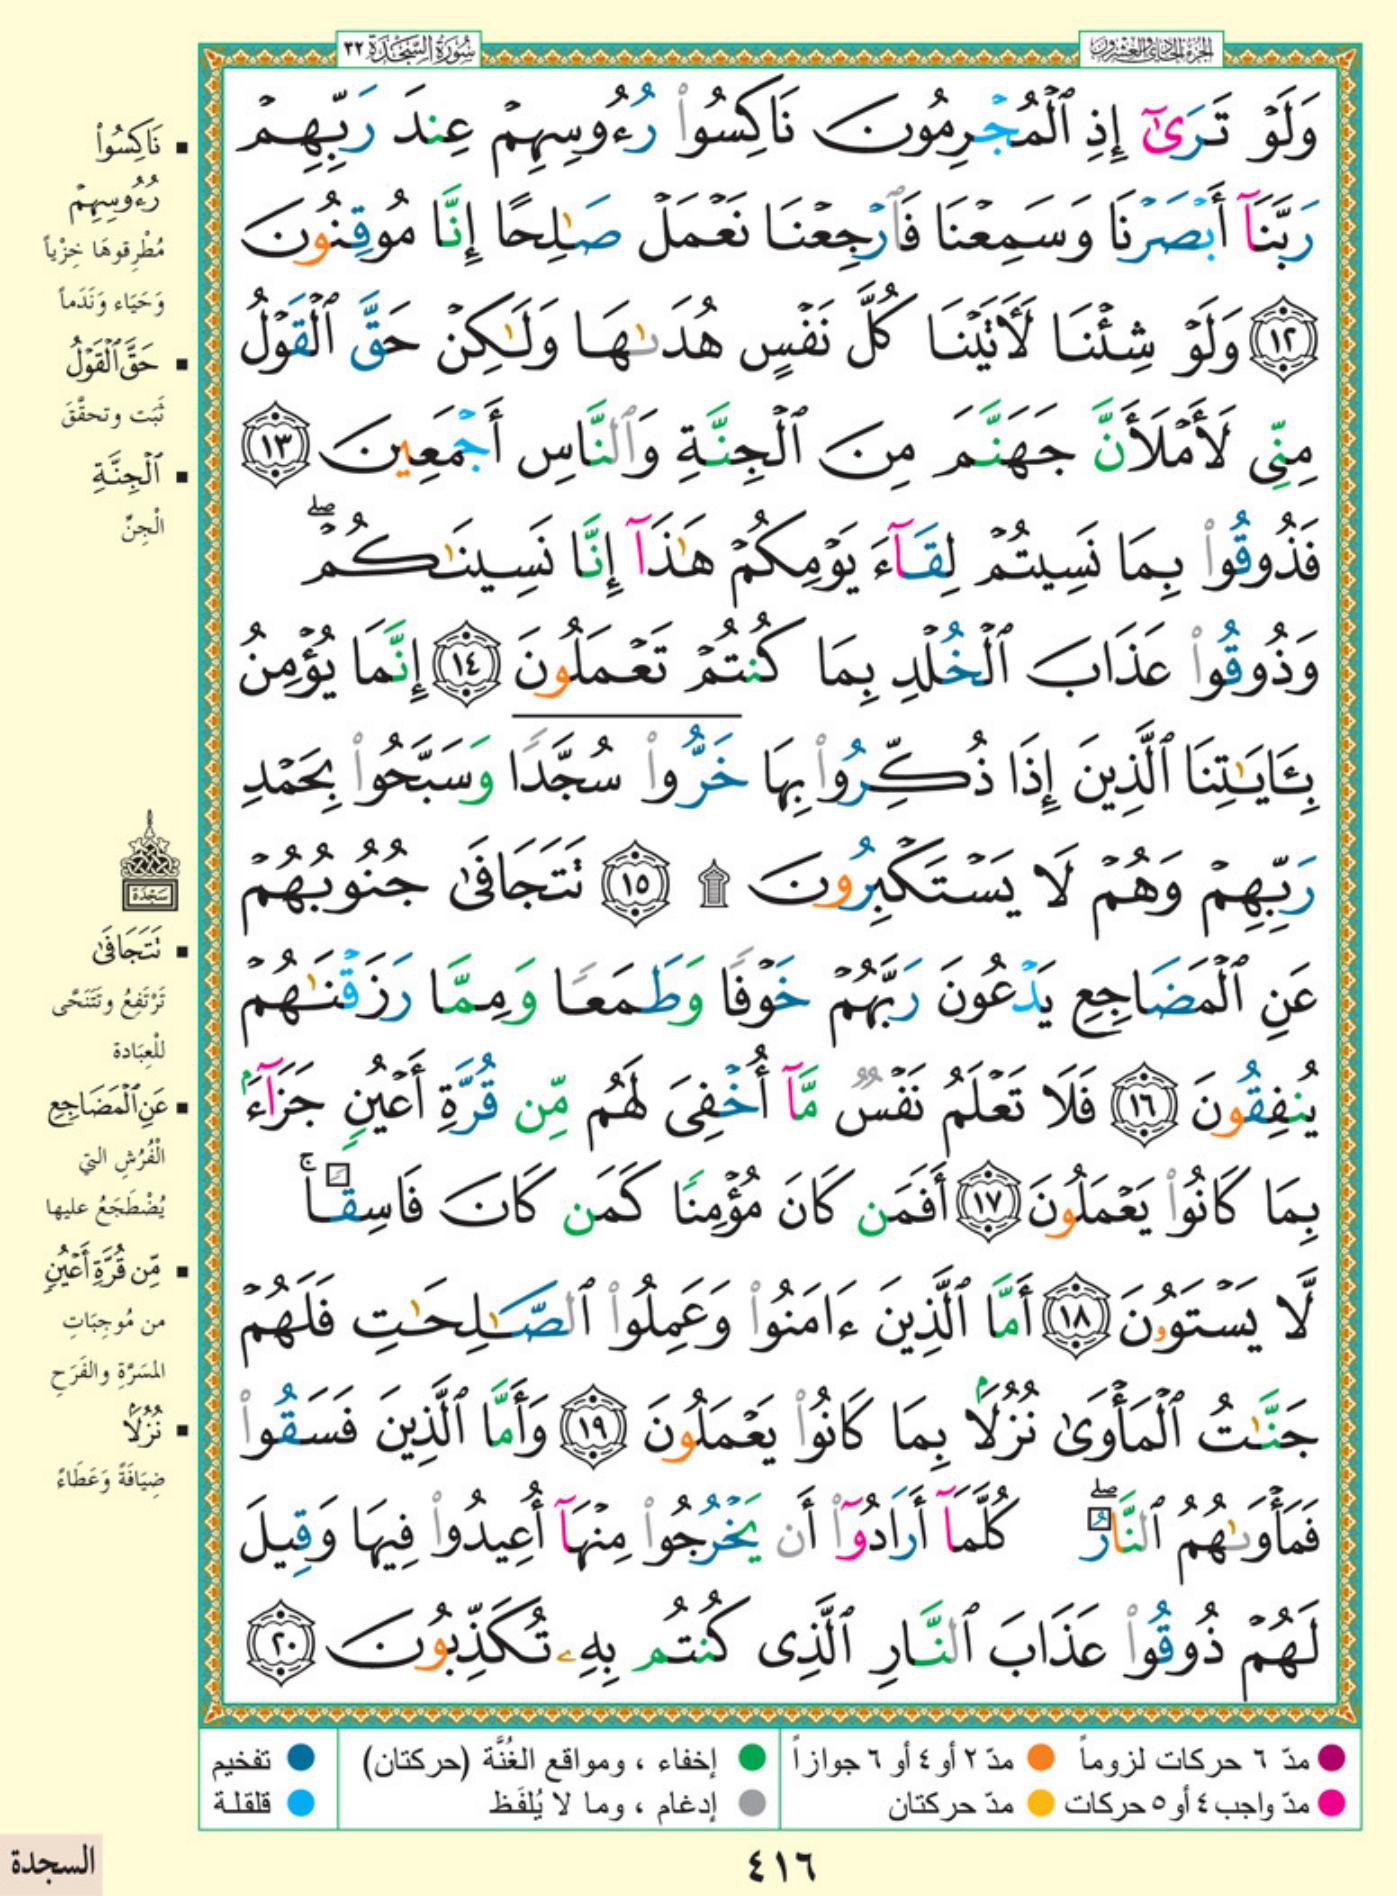 الجزء الحادي والعشرون
سورة السجدة ٣٢
وَلَوْ تَرَىٰٓ إِذِ ٱلْمُجْرِمُونَ نَاكِسُوا۟ رُءُوسِهِمْ عِندَ رَبِّهِمْ
رَبَّنَآ أَبْصَرْنَا وَسَمِعْنَا فَٱرْجِعْنَا نَعْمَلْ صَـٰلِحًا إِنَّا مُوقِنُونَ
١٢ وَلَوْ شِئْنَا لَـَٔاتَيْنَا كُلَّ نَفْسٍ هُدَىٰهَا وَلَـٰكِنْ حَقَّ ٱلْقَوْلُ
مِنِّى لَأَمْلَأَنَّ جَهَنَّمَ مِنَ ٱلْجِنَّةِ وَٱلنَّاسِ أَجْمَعِينَ ١٣
فَذُوقُوا۟ بِمَا نَسِيتُمْ لِقَآءَ يَوْمِكُمْ هَـٰذَآ إِنَّا نَسِينَـٰكُمْ ۖ
وَذُوقُوا۟ عَذَابَ ٱلْخُلْدِ بِمَا كُنتُمْ تَعْمَلُونَ ١٤ إِنَّمَا يُؤْمِنُ
بِـَٔايَـٰتِنَا ٱلَّذِينَ إِذَا ذُكِّرُوا۟ بِهَا خَرُّوا۟ سُجَّدًا وَسَبَّحُوا۟ بِحَمْدِ
رَبِّهِمْ وَهُمْ لَا يَسْتَكْبِرُونَ ۩ ١٥ تَتَجَافَىٰ جُنُوبُهُمْ
عَنِ ٱلْمَضَاجِعِ يَدْعُونَ رَبَّهُمْ خَوْفًا وَطَمَعًا وَمِمَّا رَزَقْنَـٰهُمْ
يُنفِقُونَ ١٦ فَلَا تَعْلَمُ نَفْسٌ مَّآ أُخْفِىَ لَهُم مِّن قُرَّةِ أَعْيُنٍ جَزَآءًۢ
بِمَا كَانُوا۟ يَعْمَلُونَ ١٧ أَفَمَن كَانَ مُؤْمِنًا كَمَن كَانَ فَاسِقًا ۚ
لَّا يَسْتَوُۥنَ ١٨ أَمَّا ٱلَّذِينَ ءَامَنُوا۟ وَعَمِلُوا۟ ٱلصَّـٰلِحَـٰتِ فَلَهُمْ
جَنَّـٰتُ ٱلْمَأْوَىٰ نُزُلًۢا بِمَا كَانُوا۟ يَعْمَلُونَ ١٩ وَأَمَّا ٱلَّذِينَ فَسَقُوا۟
فَمَأْوَىٰهُمُ ٱلنَّارُ ۖ كُلَّمَآ أَرَادُوٓا۟ أَن يَخْرُجُوا۟ مِنْهَآ أُعِيدُوا۟ فِيهَا وَقِيلَ
لَهُمْ ذُوقُوا۟ عَذَابَ ٱلنَّارِ ٱلَّذِى كُنتُم بِهِۦ تُكَذِّبُونَ ٢٠
نَاكِسُوا۟
رُءُوسِهِمْ
مُطْرِقوهَا خِزْياً
وَحَيَاء وَنَدَماً
حَقَّ ٱلْقَوْلُ
ثَبَت وتحقَّقَ
ٱلْجِنَّةِ
الْجِنّ
سَجْدَة
تَتَجَافَىٰ
تَرْتَفِعُ وتَتَنَحَّى
للْعِبَادة
عَنِ ٱلْمَضَاجِعِ
الْفُرُشِ التي
يُضْطَجَعُ عليها
مِّن قُرَّةِ أَعْيُنٍ
من مُوجِبَاتِ
المسَرَّةِ والفَرَحِ
نُزُلًۢا
ضِيَافَةً وَعَطَاءً
مدّ ٦ حركات لزوماً مدّ ٢ أو ٤ أو ٦ جوازاً
مدّ واجب ٤ أو ٥ حركات مدّ حركتان
إخفاء ، ومواقع الغُنَّة (حركتان)
إدغام ، وما لا يُلفَظ
تفخيم
قلقلة
٤١٦
السجدة